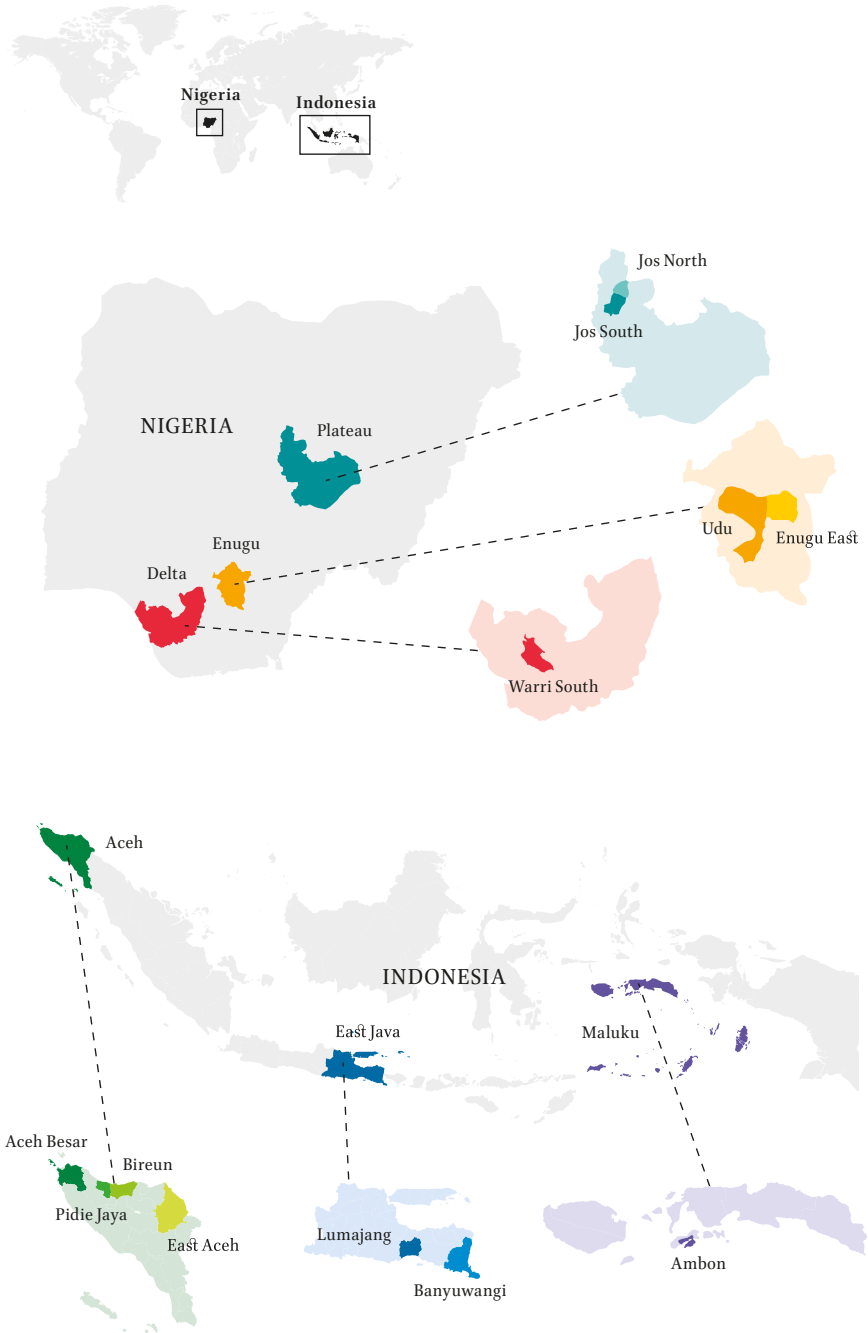 Nigeria
Indonesia
Jos North
Jos South
NIGERIA
Plateau
Udu
Enugu East
Enugu
Delta
Warri South
Aceh
INDONESIA
East Java
Maluku
Aceh Besar
Bireun
Pidie Jaya
East Aceh
Lumajang
Banyuwangi
Ambon